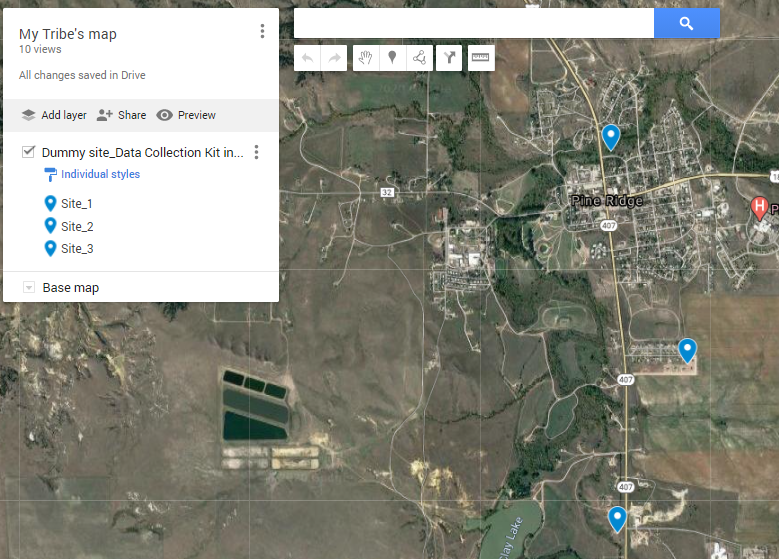 My Tribe's map
10 views
All changes saved in Drive
Add layer
Share
Preview
Dummy site_Data Collection Kit in...
Individual styles
Site_1
Site_2
Site_3
Base map
32
Pine Ridge
407
18
H
P
407
407
lay Lake